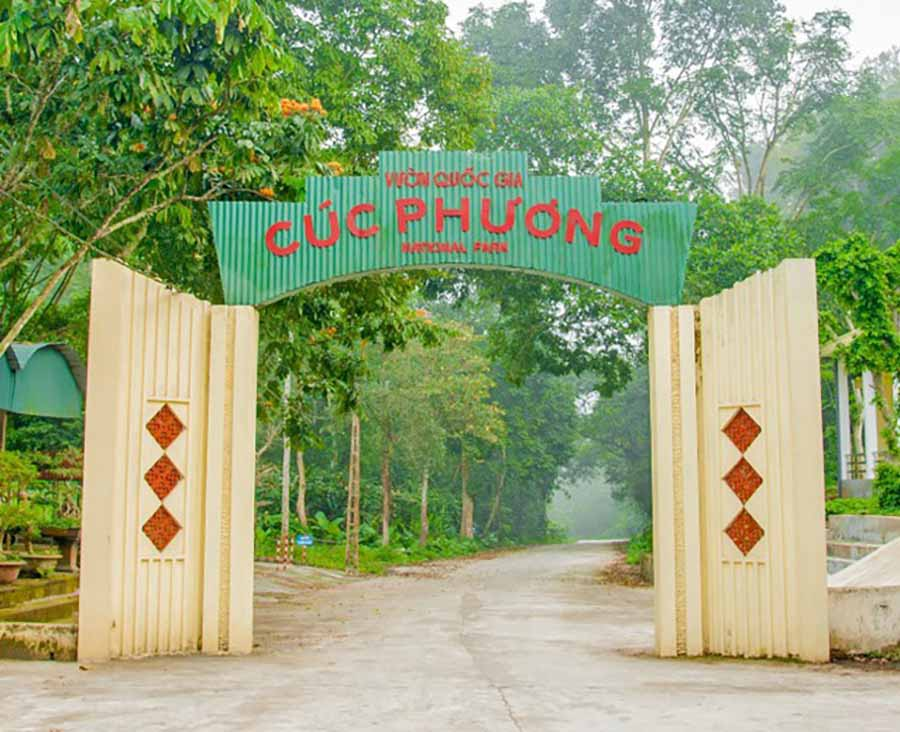 VƯỜN QUỐC GIA
CÚC PHƯƠNG
NATIONAL PARK